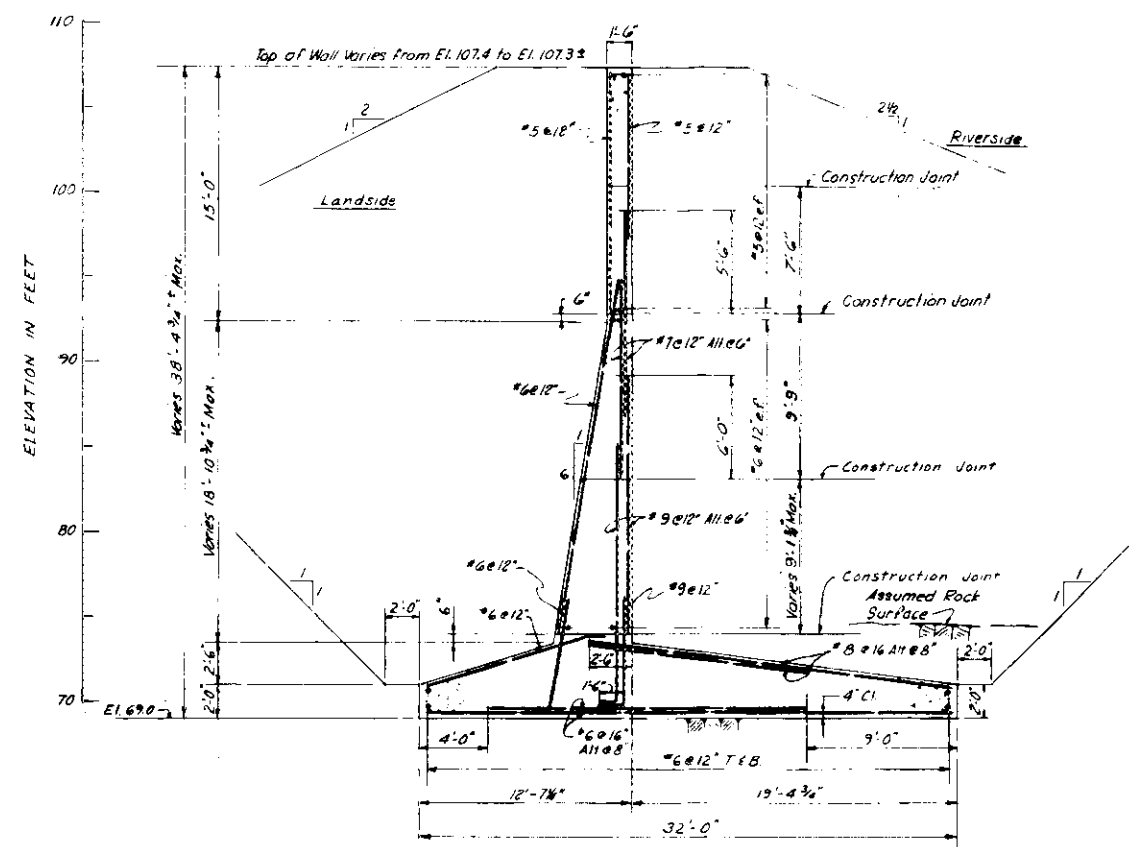 110
1'-6"
Top of Wall Varies from El. 107.4 to El. 107.3±
2
1
2½
1
#5@18"
#5@12"
Riverside
Construction Joint
100
Landside
15'-0"
5'-6"
#5@12"e.f.
7'-6"
ELEVATION IN FEET
Varies 38'-4¾"± Max.
6"
Construction Joint
90
#7@12" Alt.@6"
#6@12"
Varies 18'-10¾"± Max.
6'-0"
#6@12"e.f.
9'-9"
1
6
Construction Joint
#9@12" Alt.@6"
80
Varies 9'-1¾" Max.
#6@12"
#9@12"
Construction Joint
Assumed Rock
Surface
1
1
1
1
2'-0"
6"
#6@12"
2'-6"
2'-6"
#8@16 Alt@8"
2'-0"
1'-6"
4" Cl.
70
2'-0"
2'-0"
El. 69.0
4'-0"
#6@16"
Alt@8"
9'-0"
#6@12" T&B.
19'-4¾"
32'-0"